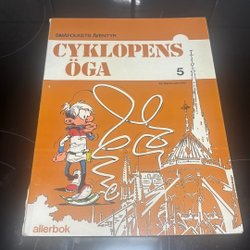 SMÅFOLKETS ÄVENTYR
CYKLOPENS
ÖGA
5
allerbok